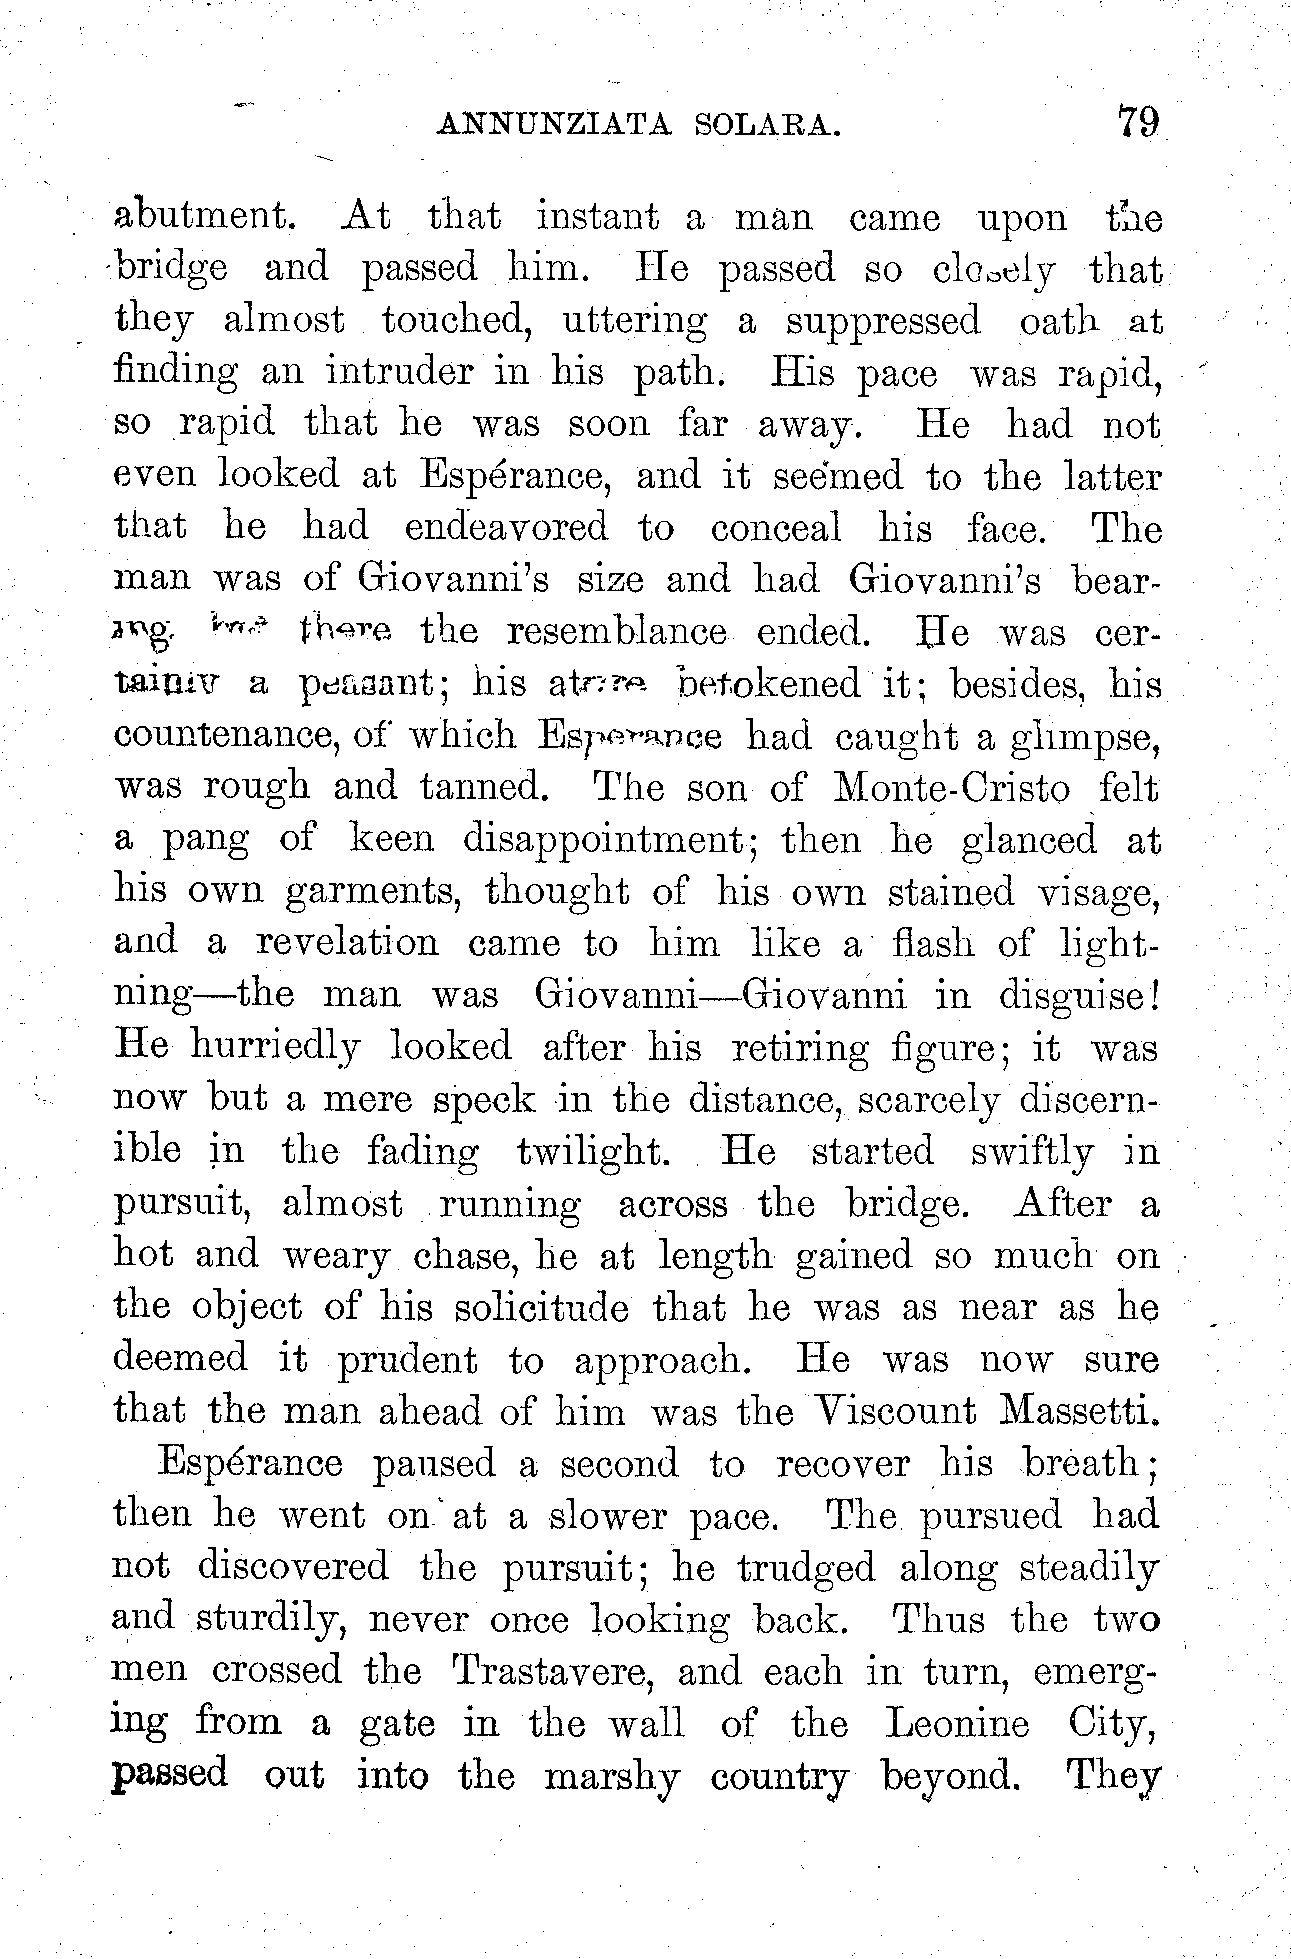 ANNUNZIATA SOLARA. 79
abutment. At that instant a man came upon the
bridge and passed him. He passed so closely that
they almost touched, uttering a suppressed oath at
finding an intruder in his path. His pace was rapid,
so rapid that he was soon far away. He had not
even looked at Espérance, and it seemed to the latter
that he had endeavored to conceal his face. The
man was of Giovanni's size and had Giovanni's bear-
ing, but there the resemblance ended. He was cer-
tainly a peasant; his attire betokened it; besides, his
countenance, of which Esperance had caught a glimpse,
was rough and tanned. The son of Monte-Cristo felt
a pang of keen disappointment; then he glanced at
his own garments, thought of his own stained visage,
and a revelation came to him like a flash of light-
ning—the man was Giovanni—Giovanni in disguise!
He hurriedly looked after his retiring figure; it was
now but a mere speck in the distance, scarcely discern-
ible in the fading twilight. He started swiftly in
pursuit, almost running across the bridge. After a
hot and weary chase, he at length gained so much on
the object of his solicitude that he was as near as he
deemed it prudent to approach. He was now sure
that the man ahead of him was the Viscount Massetti.
Espérance paused a second to recover his breath;
then he went on at a slower pace. The pursued had
not discovered the pursuit; he trudged along steadily
and sturdily, never once looking back. Thus the two
men crossed the Trastavere, and each in turn, emerg-
ing from a gate in the wall of the Leonine City,
passed out into the marshy country beyond. They